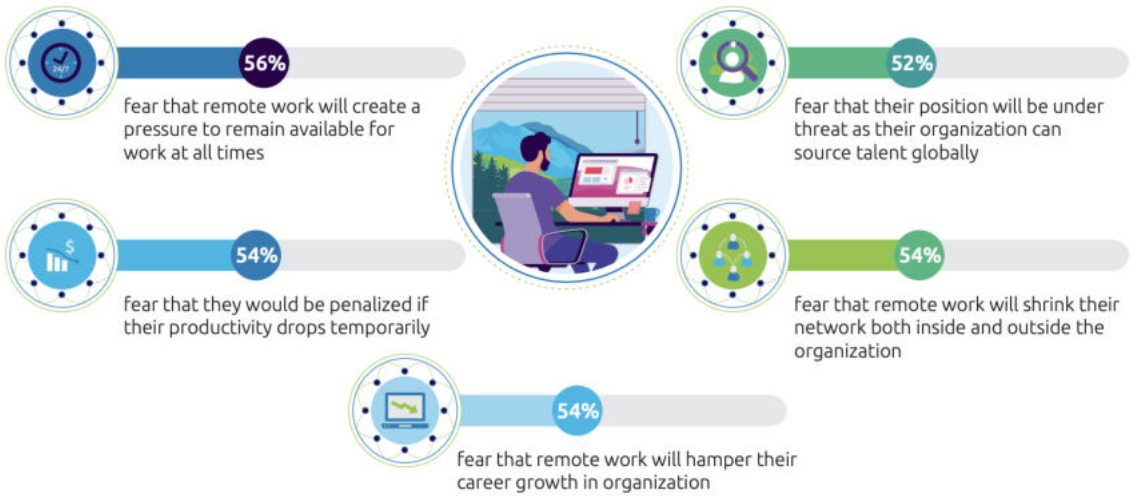 24/7
56%
fear that remote work will create a
pressure to remain available for
work at all times
52%
fear that their position will be under
threat as their organization can
source talent globally
$
54%
fear that they would be penalized if
their productivity drops temporarily
54%
fear that remote work will shrink their
network both inside and outside the
organization
54%
fear that remote work will hamper their
career growth in organization